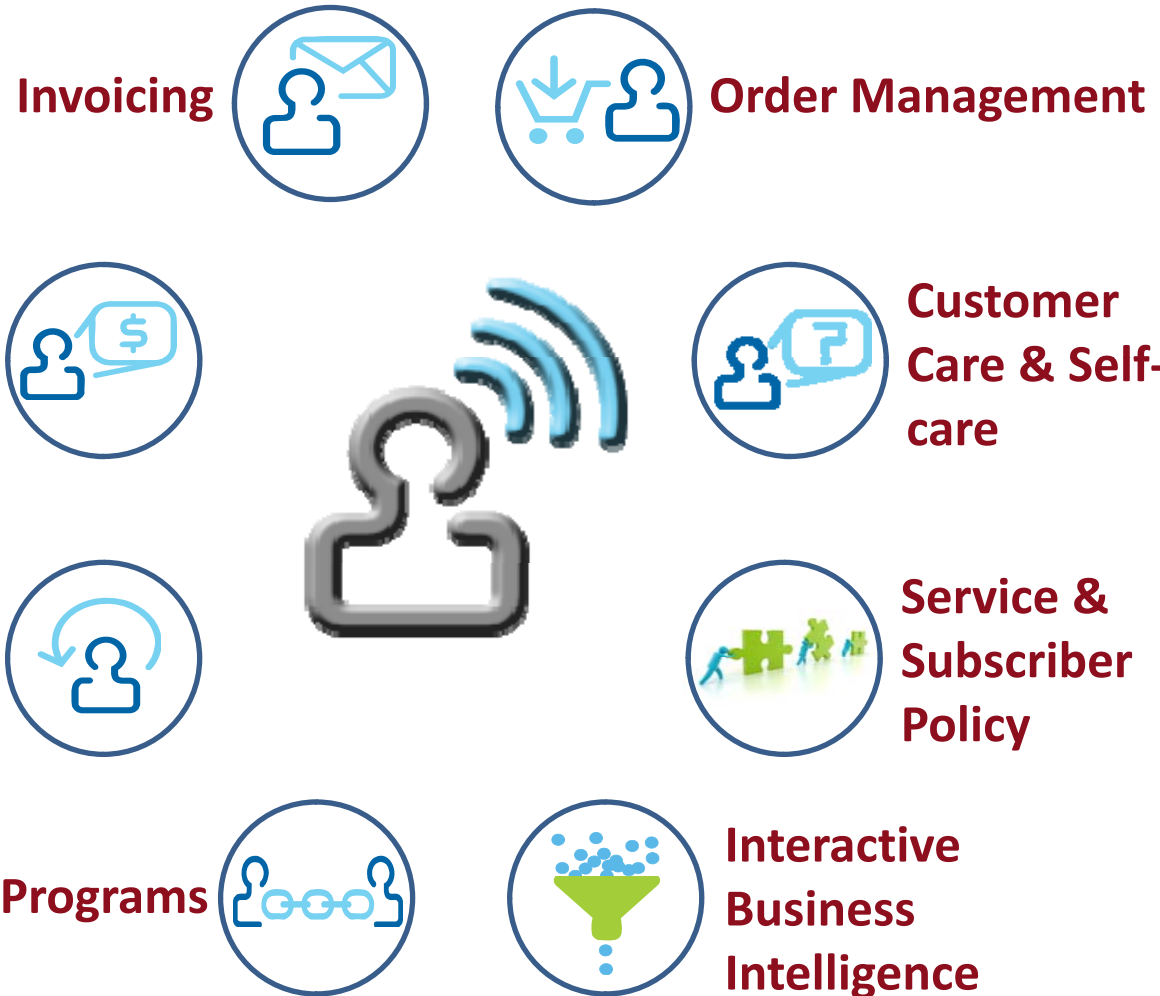 Invoicing
Order Management
$
Customer
Care & Self-
care
?
Service &
Subscriber
Policy
Programs
Interactive
Business
Intelligence